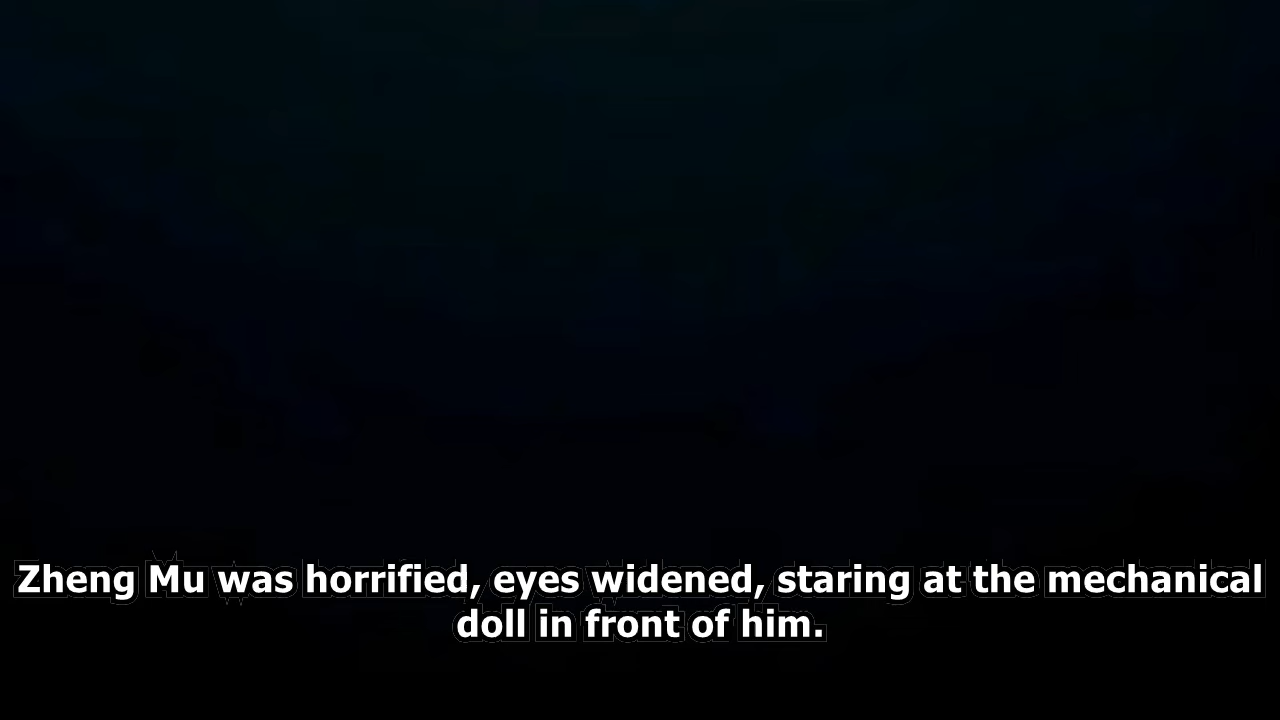 Zheng Mu was horrified, eyes widened, staring at the mechanical
doll in front of him.